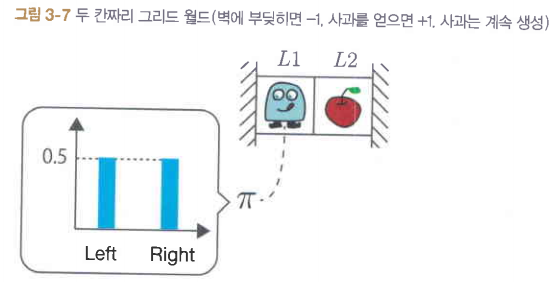 그림 3-7 두 칸짜리 그리드 월드(벽에 부딪히면 -1, 사과를 얻으면 +1, 사과는 계속 생성)
L1 L2
0.5
π
Left Right